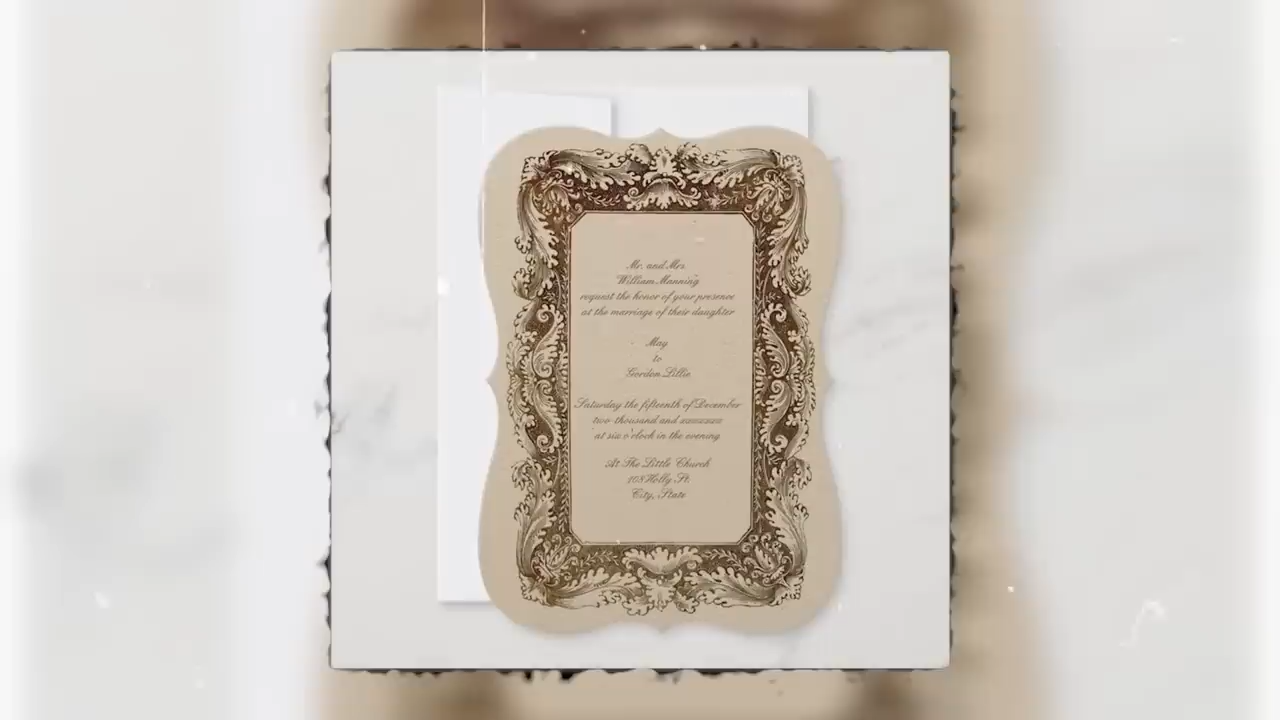 Mr. and Mrs.
William Manning
request the honor of your presence
at the marriage of their daughter
May
to
Gordon Lillie
Saturday the fifteenth of December
two-thousand and xxxxxxxx
at six o'clock in the evening
At The Little Church
108 Holly St.
City, State